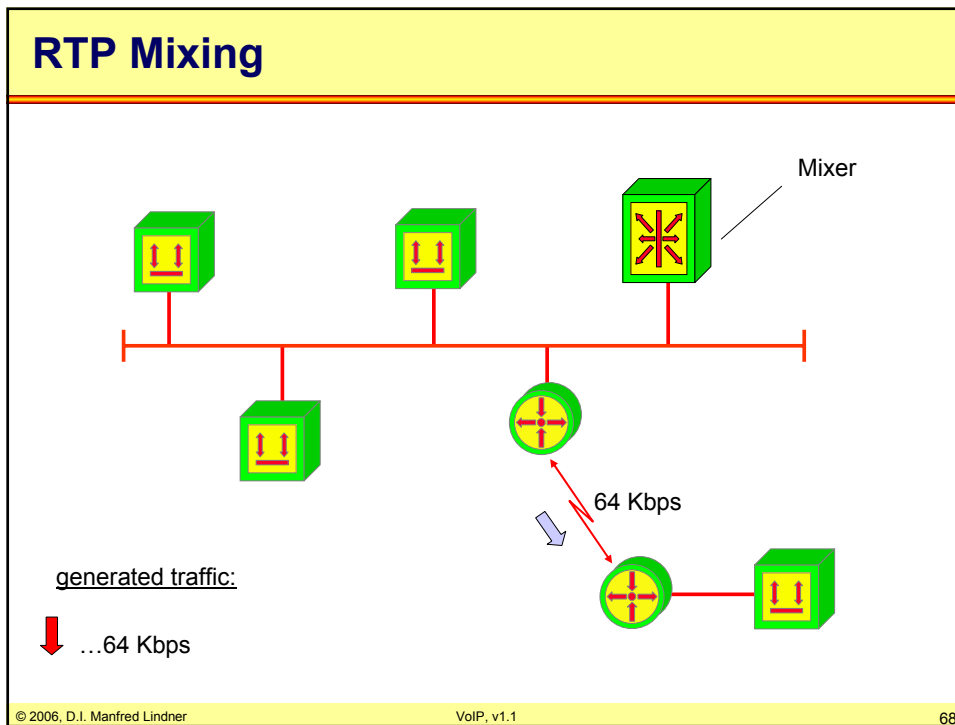 RTP Mixing
Mixer
64 Kbps
generated traffic:
…64 Kbps
© 2006, D.I. Manfred Lindner
VoIP, v1.1
68